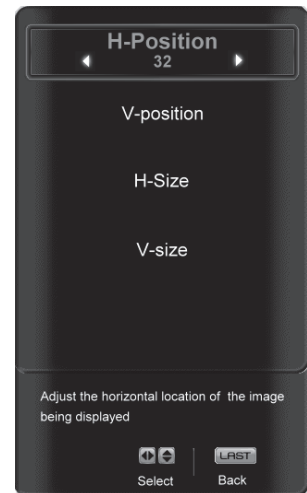 H-Position
32
V-position
H-Size
V-size
Adjust the horizontal location of the image
being displayed
LAST
Select Back